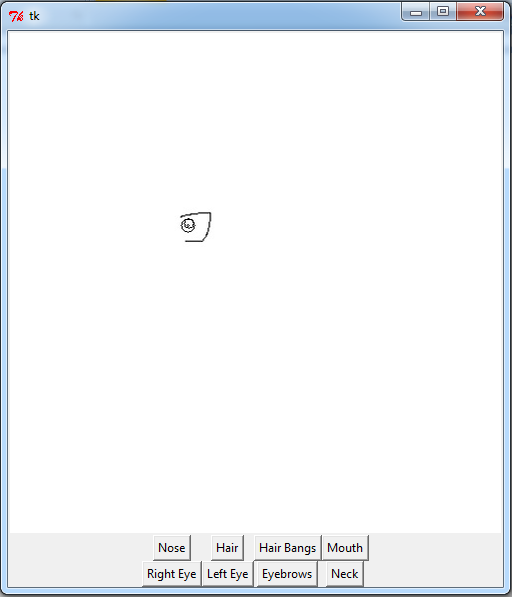 tk
Nose Hair Hair Bangs Mouth
Right Eye Left Eye Eyebrows Neck